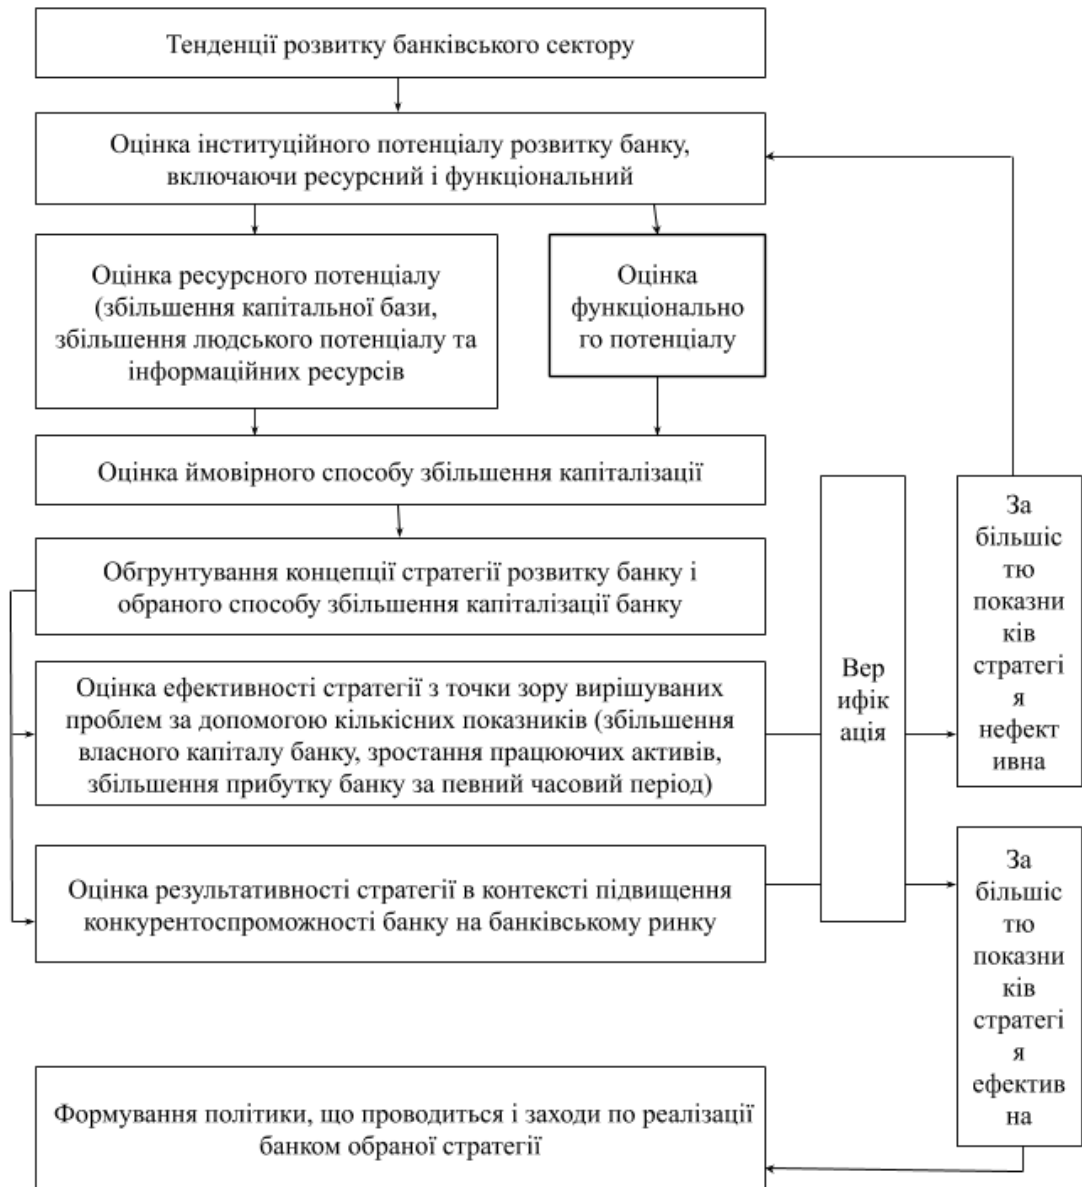 Тенденції розвитку банківського сектору
Оцінка інституційного потенціалу розвитку банку,
включаючи ресурсний і функціональний
Оцінка ресурсного потенціалу
(збільшення капітальної бази,
збільшення людського потенціалу та
інформаційних ресурсів
Оцінка
функціонально
го потенціалу
Оцінка ймовірного способу збільшення капіталізації
Обгрунтування концепції стратегії розвитку банку і
обраного способу збільшення капіталізації банку
Оцінка ефективності стратегії з точки зору вирішуваних
проблем за допомогою кількісних показників (збільшення
власного капіталу банку, зростання працюючих активів,
збільшення прибутку банку за певний часовий період)
Оцінка результативності стратегії в контексті підвищення
конкурентоспроможності банку на банківському ринку
Вер
ифік
ація
За
більшіс
тю
показни
ків
стратегі
я
нефект
ивна
За
більшіс
тю
показни
ків
стратегі
я
ефектив
на
Формування політики, що проводиться і заходи по реалізації
банком обраної стратегії